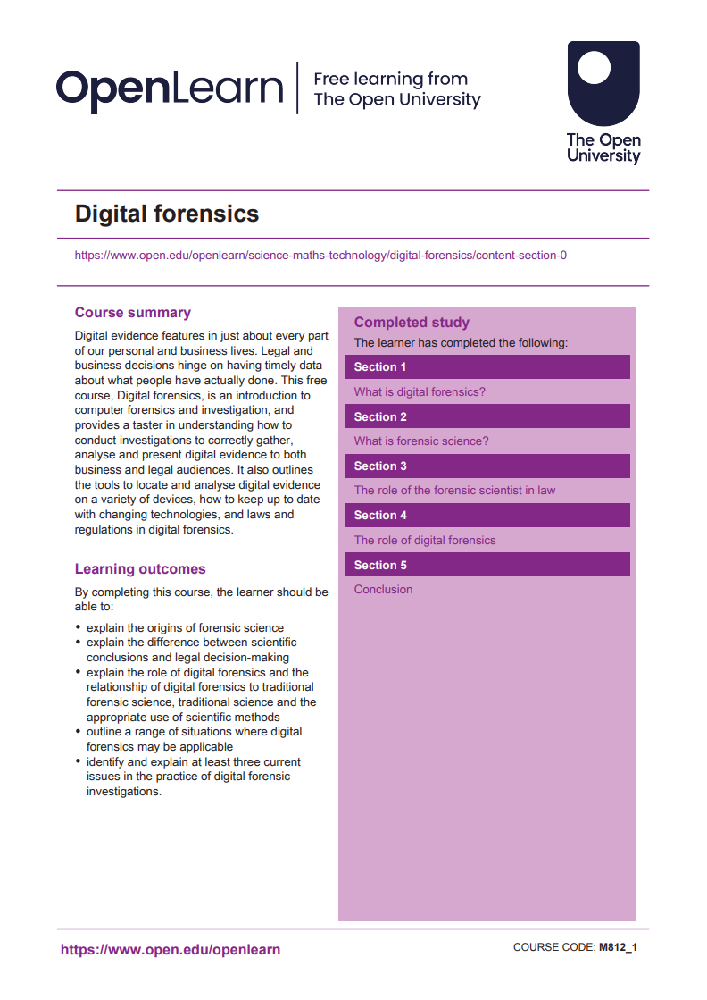 OpenLearn
Free learning from
The Open University
The Open
University
Digital forensics
https://www.open.edu/openlearn/science-maths-technology/digital-forensics/content-section-0
Course summary
Digital evidence features in just about every part
of our personal and business lives. Legal and
business decisions hinge on having timely data
about what people have actually done. This free
course, Digital forensics, is an introduction to
computer forensics and investigation, and
provides a taster in understanding how to
conduct investigations to correctly gather,
analyse and present digital evidence to both
business and legal audiences. It also outlines
the tools to locate and analyse digital evidence
on a variety of devices, how to keep up to date
with changing technologies, and laws and
regulations in digital forensics.
Learning outcomes
By completing this course, the learner should be
able to:
• explain the origins of forensic science
• explain the difference between scientific
conclusions and legal decision-making
• explain the role of digital forensics and the
relationship of digital forensics to traditional
forensic science, traditional science and the
appropriate use of scientific methods
• outline a range of situations where digital
forensics may be applicable
• identify and explain at least three current
issues in the practice of digital forensic
investigations.
Completed study
The learner has completed the following:
Section 1
What is digital forensics?
Section 2
What is forensic science?
Section 3
The role of the forensic scientist in law
Section 4
The role of digital forensics
Section 5
Conclusion
https://www.open.edu/openlearn
COURSE CODE: M812_1